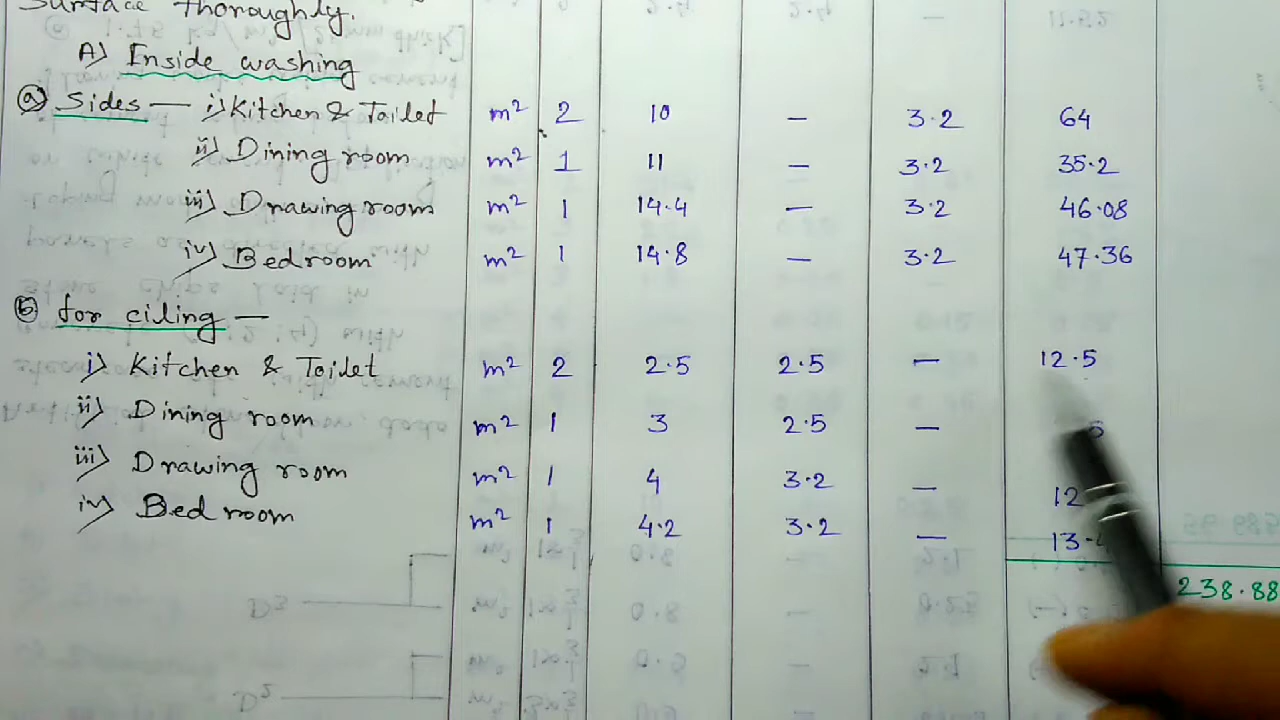 Surface thoroughly.
A) Inside washing
(a) Sides — i) Kitchen & Toilet m² 2 10 — 3.2 64
ii) Dining room m² 1 11 — 3.2 35.2
iii) Drawing room m² 1 14.4 — 3.2 46.08
iv) Bedroom m² 1 14.8 — 3.2 47.36
(b) for ciling —
i) Kitchen & Toilet m² 2 2.5 2.5 — 12.5
ii) Dining room m² 1 3 2.5 — 5
iii) Drawing room m² 1 4 3.2 — 12
iv) Bedroom m² 1 4.2 3.2 — 13.4
238.88